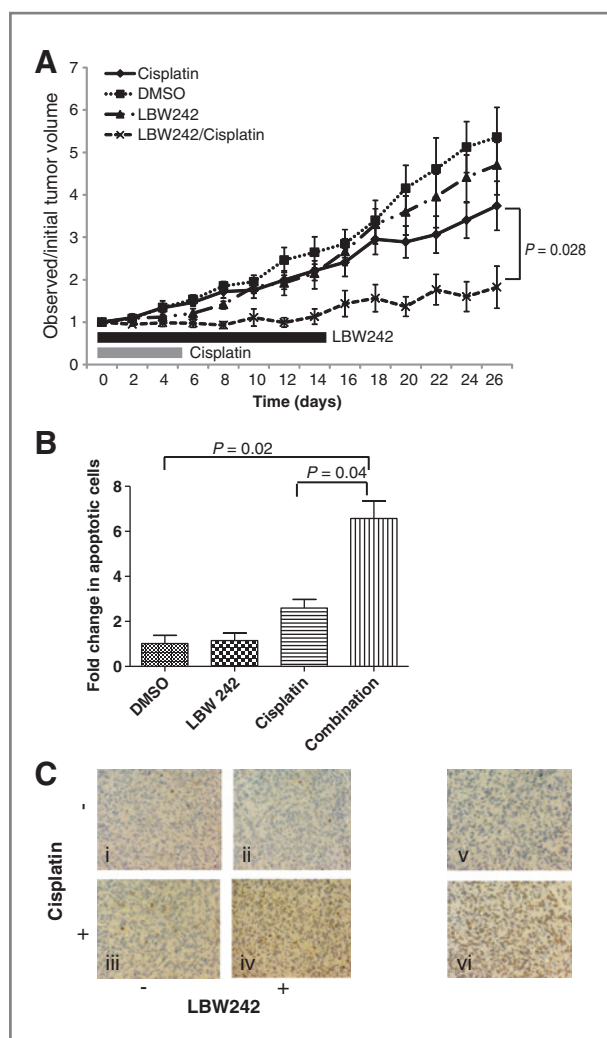 A
Cisplatin
DMSO
LBW242
LBW242/Cisplatin
Observed/initial tumor volume
7
6
5
4
3
2
1
0
P = 0.028
LBW242
Cisplatin
0 2 4 6 8 10 12 14 16 18 20 22 24 26
Time (days)
B
P = 0.02
P = 0.04
Fold change in apoptotic cells
8
6
4
2
0
DMSO
LBW 242
Cisplatin
Combination
C
Cisplatin
-
+
i
ii
v
iii
iv
vi
- +
LBW242